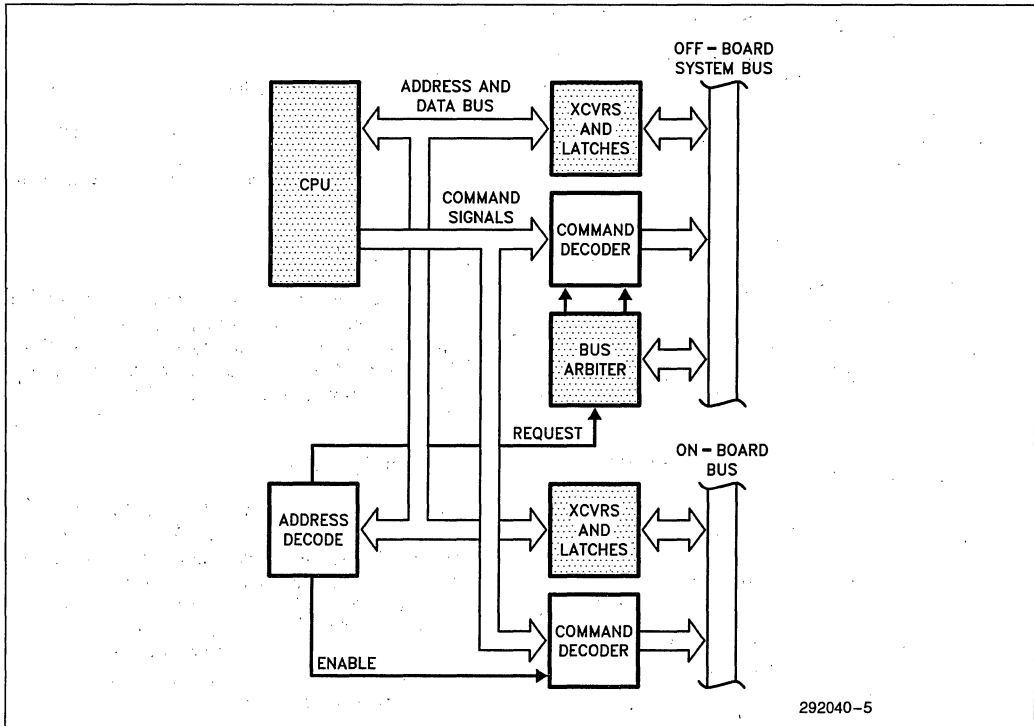 OFF–BOARD
SYSTEM BUS
ADDRESS AND
DATA BUS
XCVRS
AND
LATCHES
CPU
COMMAND
SIGNALS
COMMAND
DECODER
BUS
ARBITER
REQUEST
ON–BOARD
BUS
ADDRESS
DECODE
XCVRS
AND
LATCHES
COMMAND
DECODER
ENABLE
292040–5